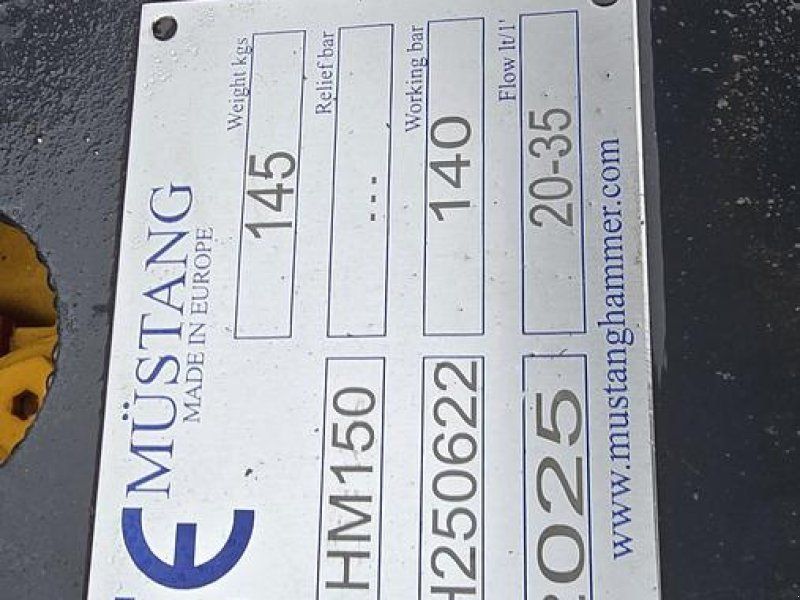 CE MÜSTANG
MADE IN EUROPE
Weight kgs
145
HM150
Relief bar
...
H250622
Working bar
140
2025
Flow lt/1'
20-35
www.mustanghammer.com